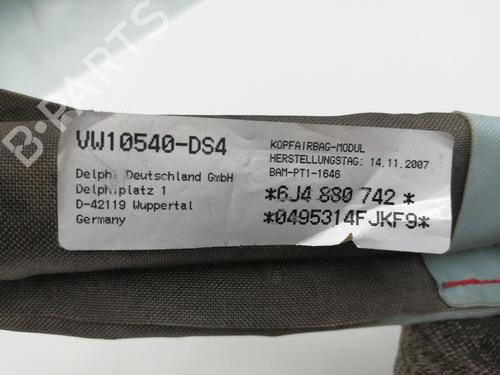 B-PARTS
VW10540-DS4
Delphi Deutschland GmbH
Delphiplatz 1
D-42119 Wuppertal
Germany
KOPFAIRBAG-MODUL
HERSTELLUNGSTAG: 14.11.2007
BAM-PT1-1646
*6J4 880 742 *
*0495314FJKF9*